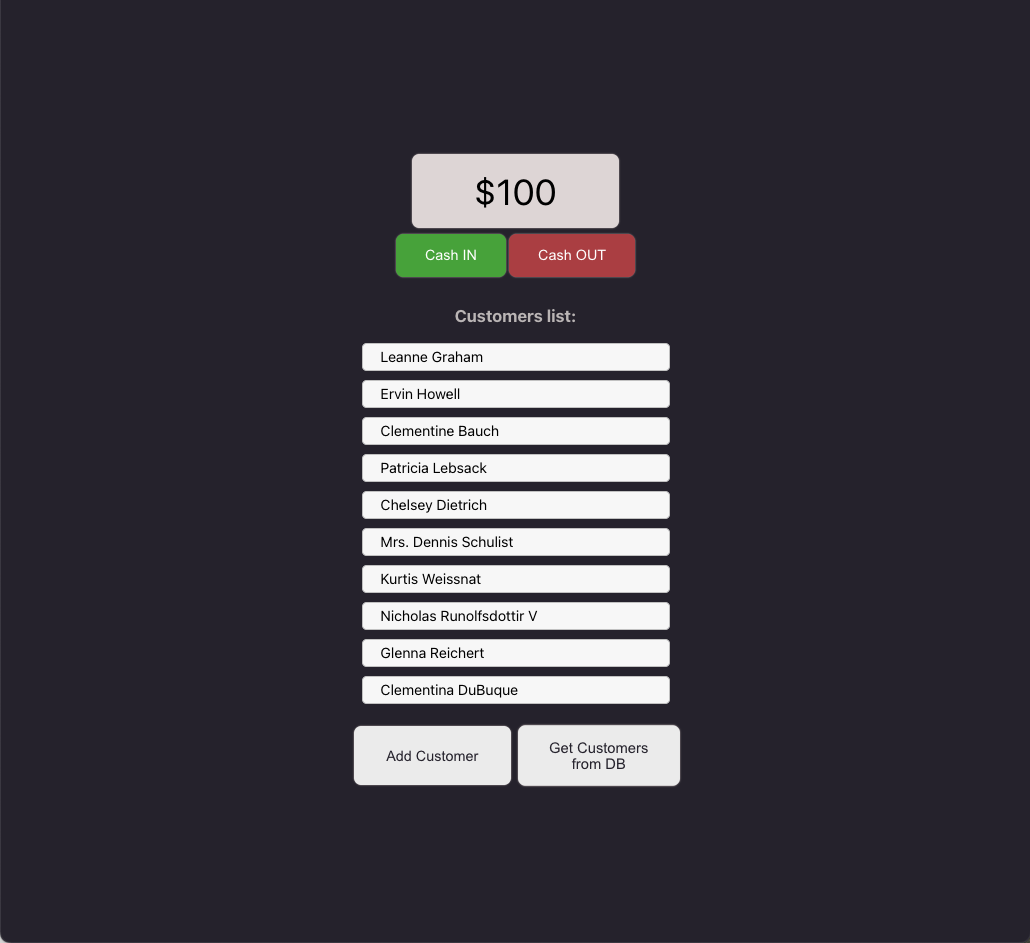 $100
Cash IN
Cash OUT
Customers list:
Leanne Graham
Ervin Howell
Clementine Bauch
Patricia Lebsack
Chelsey Dietrich
Mrs. Dennis Schulist
Kurtis Weissnat
Nicholas Runolfsdottir V
Glenna Reichert
Clementina DuBuque
Add Customer
Get Customers
from DB